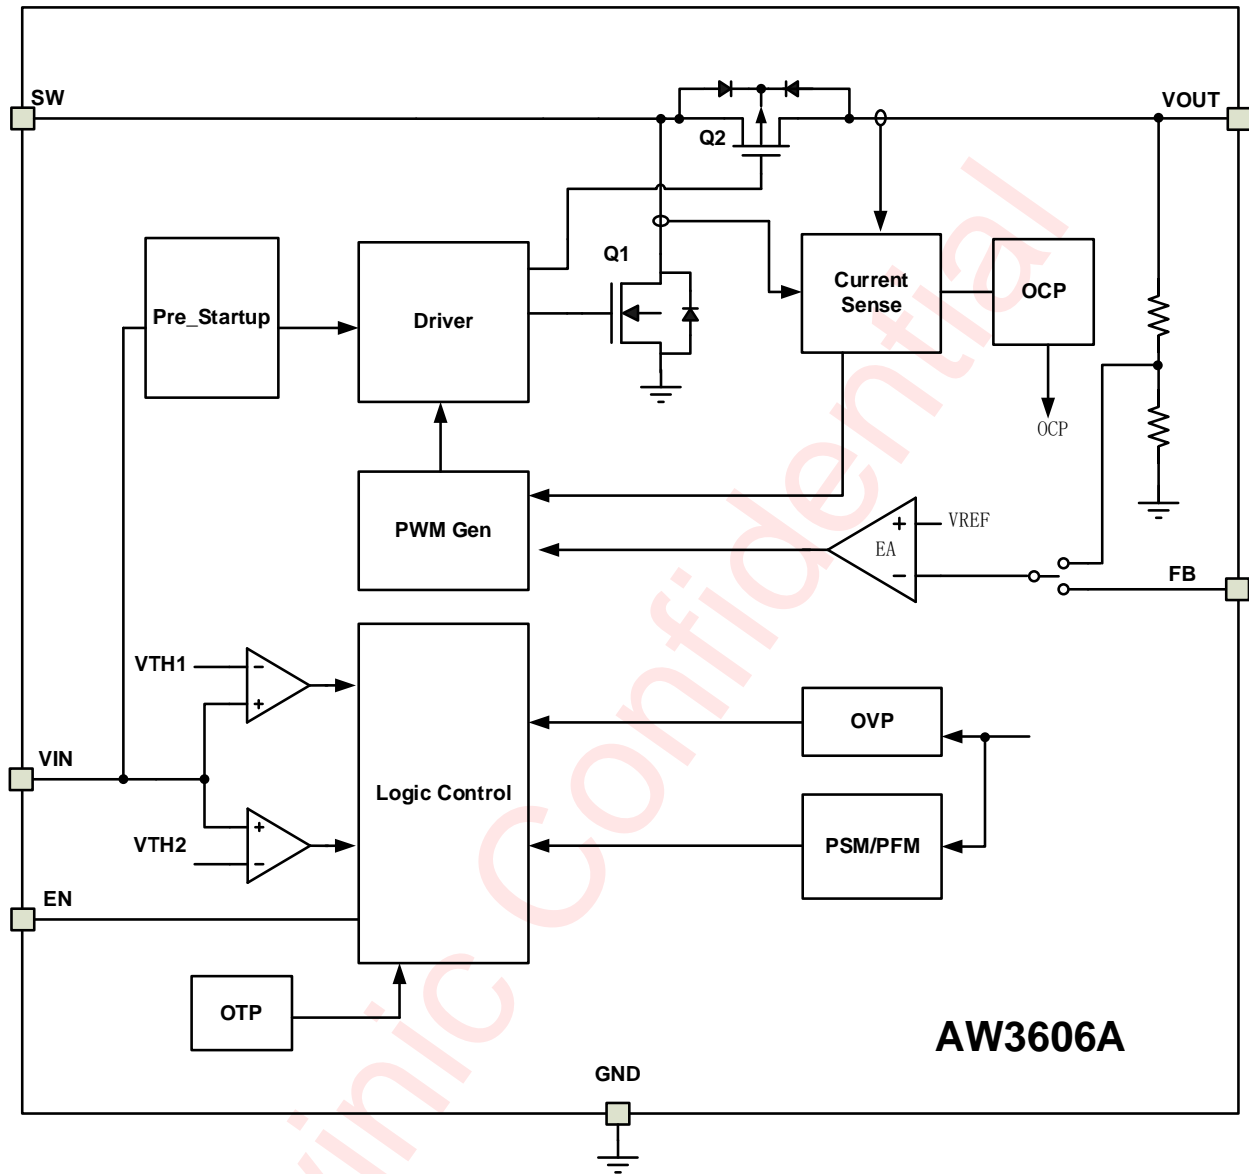 SW
VOUT
Q2
Q1
Pre_Startup
Driver
Current
Sense
OCP
OCP
PWM Gen
+
VREF
EA
−
FB
VTH1
−
+
VIN
Logic Control
OVP
+
VTH2
−
PSM/PFM
EN
OTP
AW3606A
GND
vinic Confidential